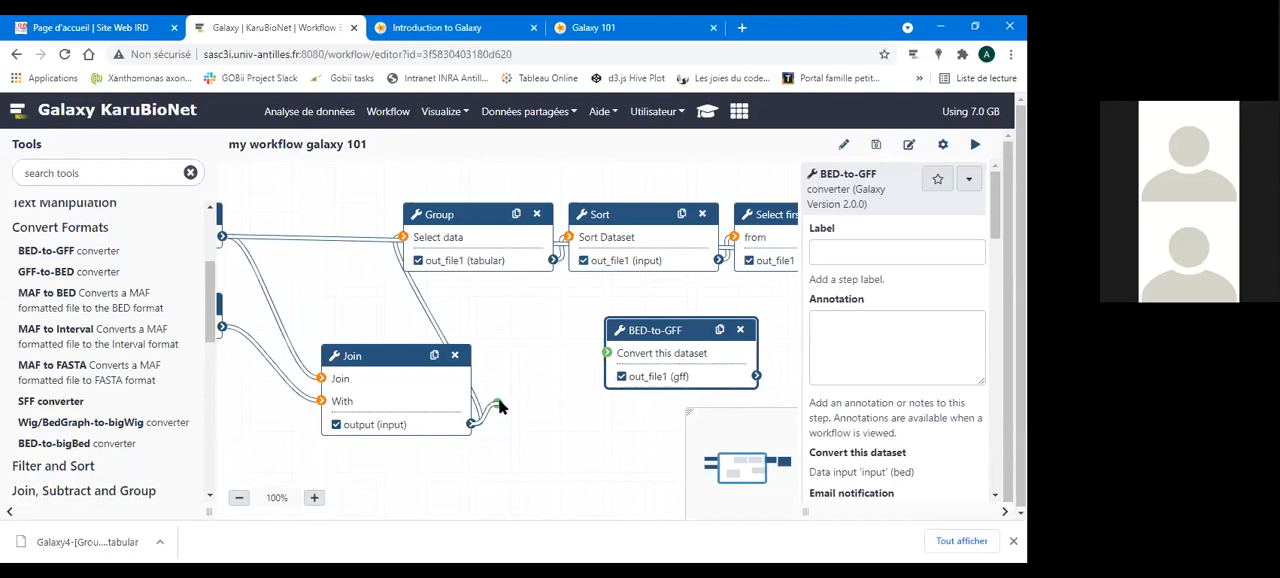 Page d'accueil | Site Web IRD
Galaxy | KaruBioNet | Workflow E
Introduction to Galaxy
Galaxy 101
Non sécurisé
sasc3i.univ-antilles.fr:8080/workflow/editor?id=3f5830403180d620
A
Applications
Xanthomonas axon...
GOBii Project Slack
Gobii tasks
Intranet INRA Antill...
Tableau Online
d3.js Hive Plot
Les joies du code...
Portal famille petit...
»
Liste de lecture
Galaxy KaruBioNet
Analyse de données
Workflow
Visualize
Données partagées
Aide
Utilisateur
Using 7.0 GB
Tools
my workflow galaxy 101
search tools
Text Manipulation
Convert Formats
BED-to-GFF converter
GFF-to-BED converter
MAF to BED Converts a MAF
formatted file to the BED format
MAF to Interval Converts a MAF
formatted file to the Interval format
MAF to FASTA Converts a MAF
formatted file to FASTA format
SFF converter
Wig/BedGraph-to-bigWig converter
BED-to-bigBed converter
Filter and Sort
Join, Subtract and Group
Group
Select data
out_file1 (tabular)
Sort
Sort Dataset
out_file1 (input)
Select firs
from
out_file1
Join
Join
With
output (input)
BED-to-GFF
Convert this dataset
out_file1 (gff)
100%
BED-to-GFF
converter (Galaxy
Version 2.0.0)
Label
Add a step label.
Annotation
Add an annotation or notes to this
step. Annotations are available when a
workflow is viewed.
Convert this dataset
Data input 'input' (bed)
Email notification
Galaxy4-[Grou....tabular
Tout afficher